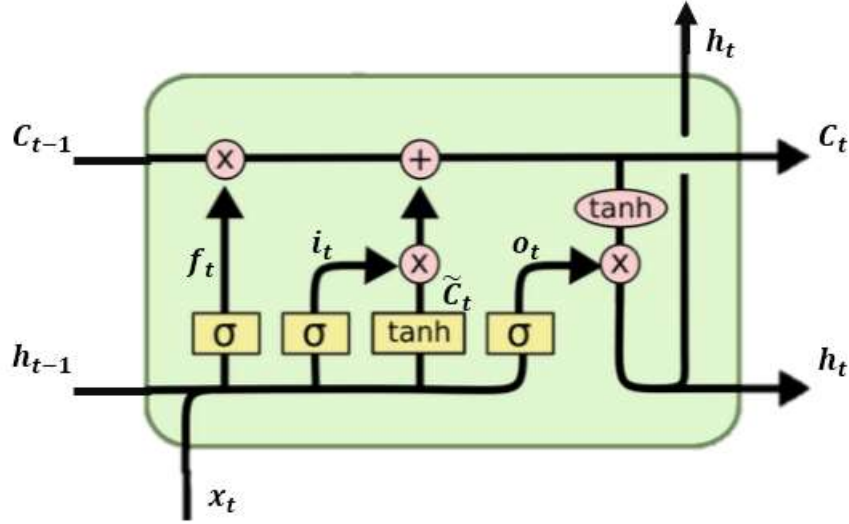 h_t
C_{t-1}
x
+
C_t
tanh
f_t
i_t
x
o_t
x
C̃_t
σ
σ
tanh
σ
h_{t-1}
h_t
x_t